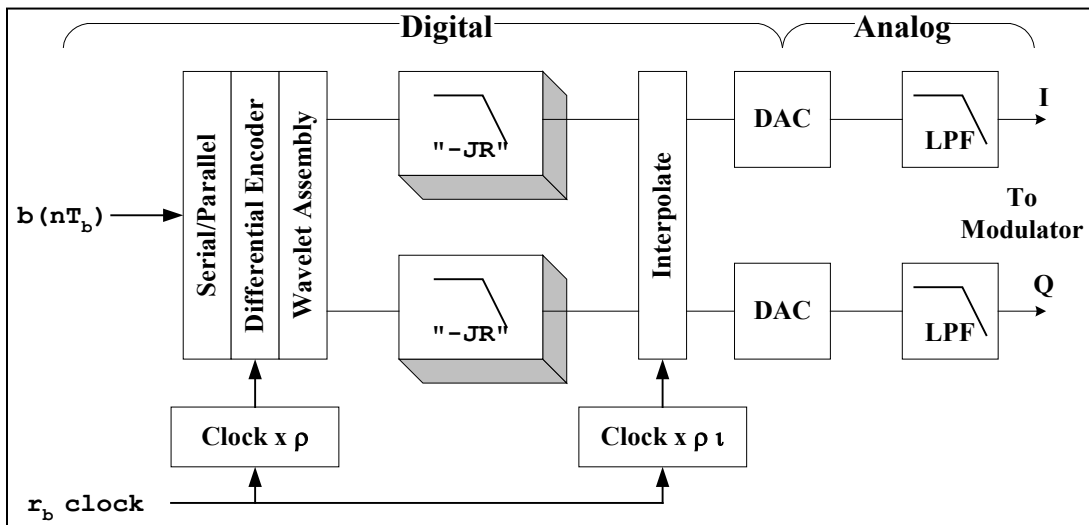 Digital
Analog
b(nT_b)
Serial/Parallel
Differential Encoder
Wavelet Assembly
"-JR"
"-JR"
Interpolate
DAC
DAC
LPF
LPF
I
To
Modulator
Q
Clock x ρ
Clock x ρ ι
r_b clock